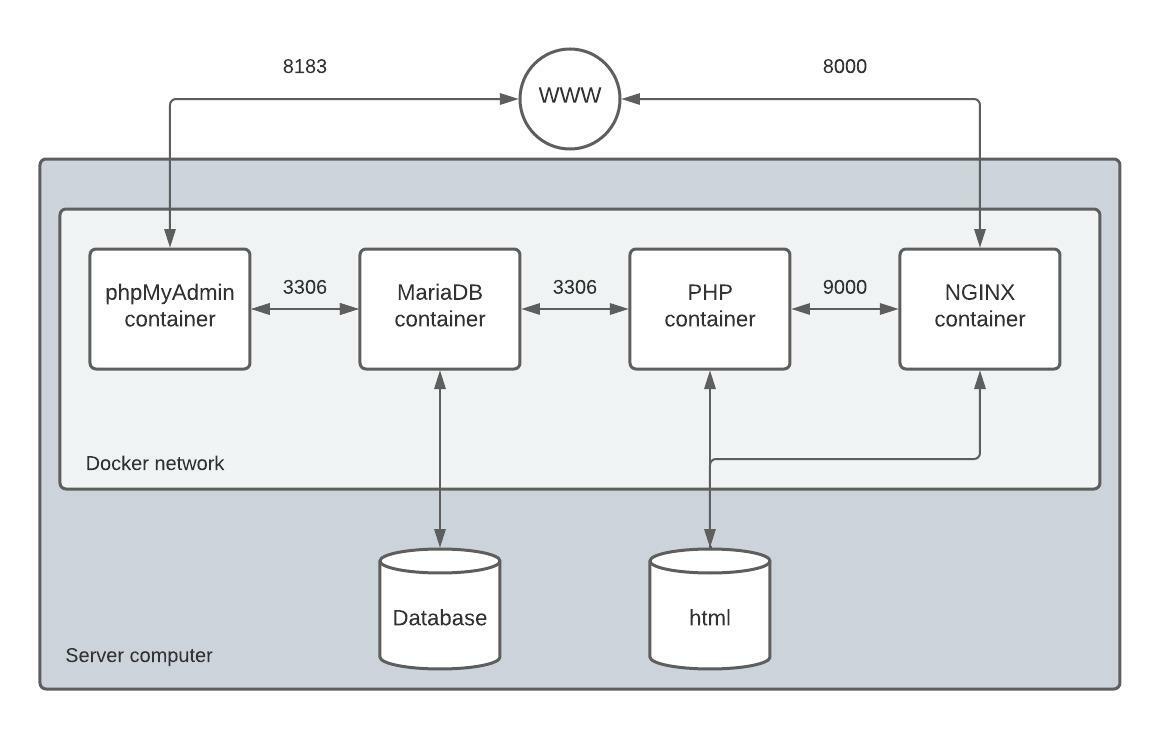 8183
8000
WWW
phpMyAdmin
container
3306
MariaDB
container
3306
PHP
container
9000
NGINX
container
Docker network
Database
html
Server computer